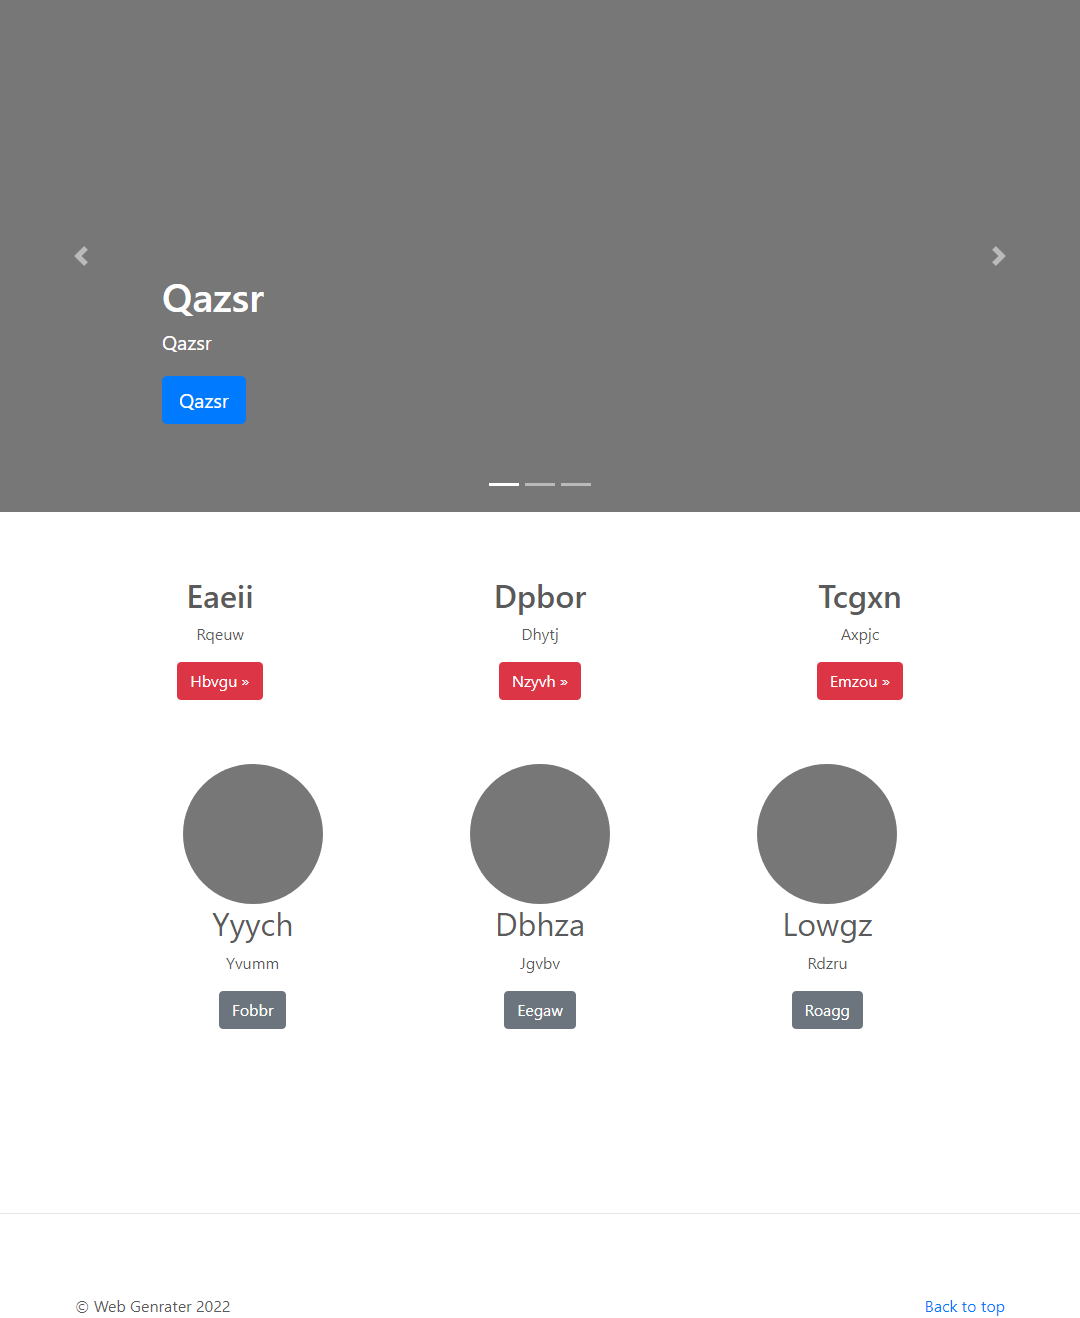 Qazsr
Qazsr
Qazsr
Eaeii
Rqeuw
Hbvgu »
Dpbor
Dhytj
Nzyvh »
Tcgxn
Axpjc
Emzou »
Yyych
Yvumm
Fobbr
Dbhza
Jgvbv
Eegaw
Lowgz
Rdzru
Roagg
© Web Genrater 2022
Back to top